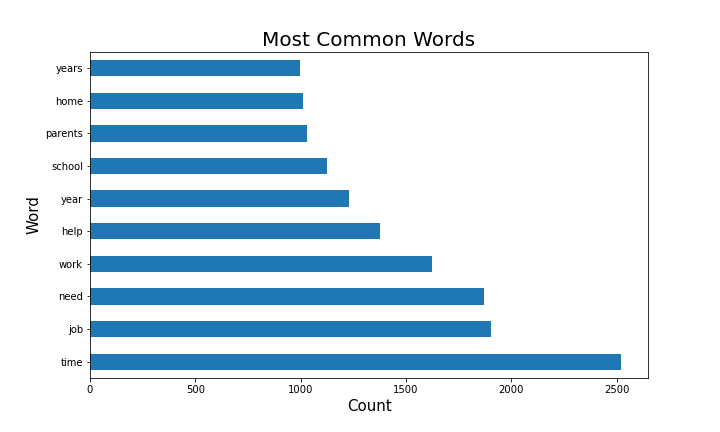 Most Common Words
years
home
parents
school
year
help
work
need
job
time
Word
0 500 1000 1500 2000 2500
Count